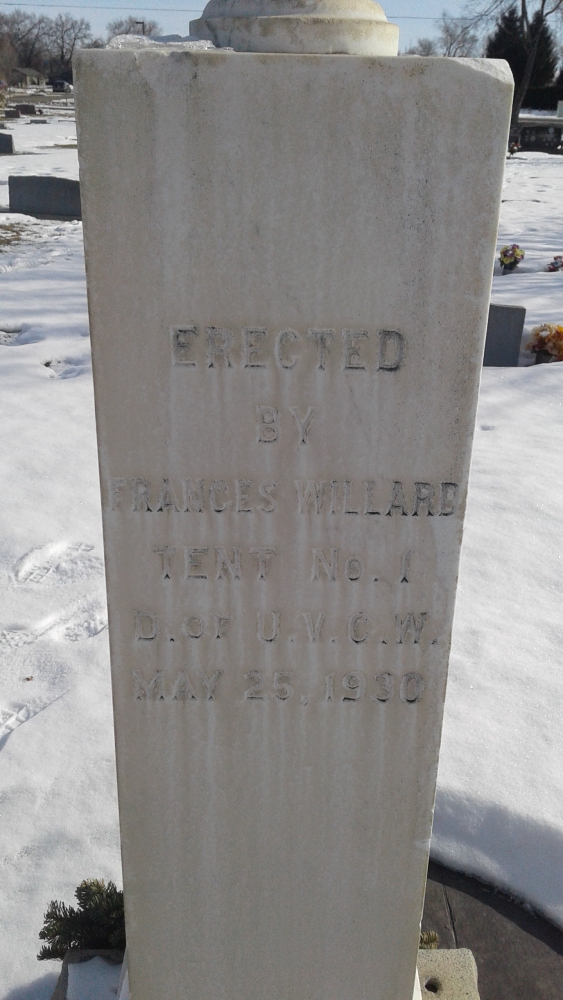 ERECTED
BY
FRANCES WILLARD
TENT No. 1
D. OF U.V.C.W.
MAY 25, 1930